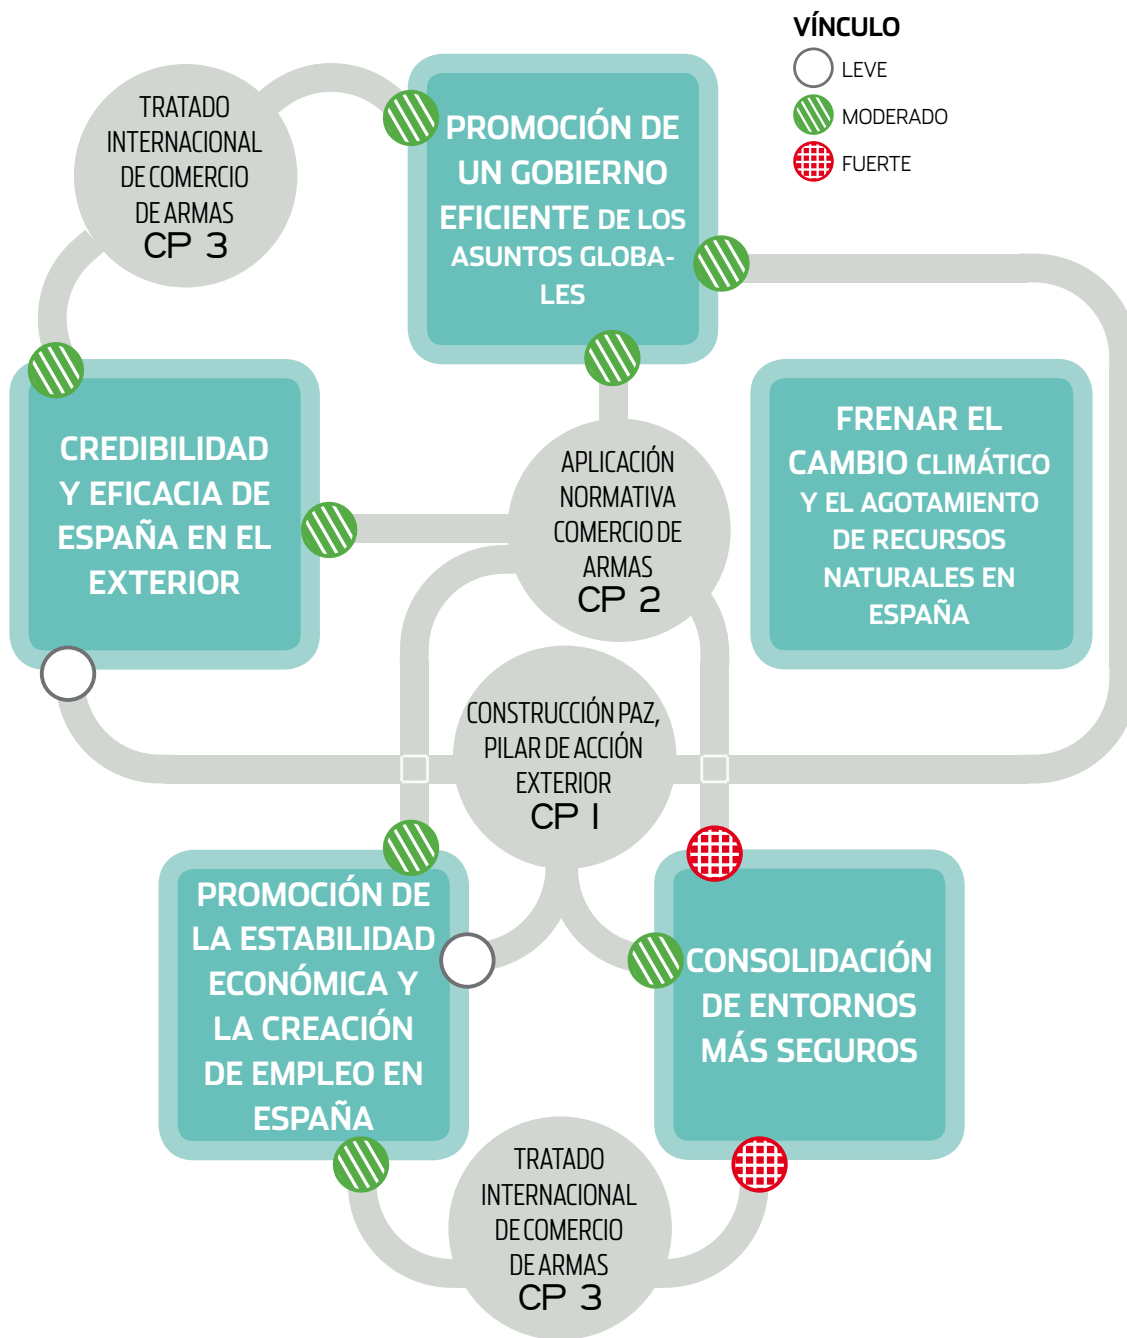 VÍNCULO
LEVE
MODERADO
FUERTE
TRATADO
INTERNACIONAL
DE COMERCIO
DE ARMAS
CP 3
PROMOCIÓN DE
UN GOBIERNO
EFICIENTE DE LOS
ASUNTOS GLOBA-
LES
CREDIBILIDAD
Y EFICACIA DE
ESPAÑA EN EL
EXTERIOR
APLICACIÓN
NORMATIVA
COMERCIO DE
ARMAS
CP 2
FRENAR EL
CAMBIO CLIMÁTICO
Y EL AGOTAMIENTO
DE RECURSOS
NATURALES EN
ESPAÑA
CONSTRUCCIÓN PAZ,
PILAR DE ACCIÓN
EXTERIOR
CP 1
PROMOCIÓN DE
LA ESTABILIDAD
ECONÓMICA Y
LA CREACIÓN
DE EMPLEO EN
ESPAÑA
CONSOLIDACIÓN
DE ENTORNOS
MÁS SEGUROS
TRATADO
INTERNACIONAL
DE COMERCIO
DE ARMAS
CP 3